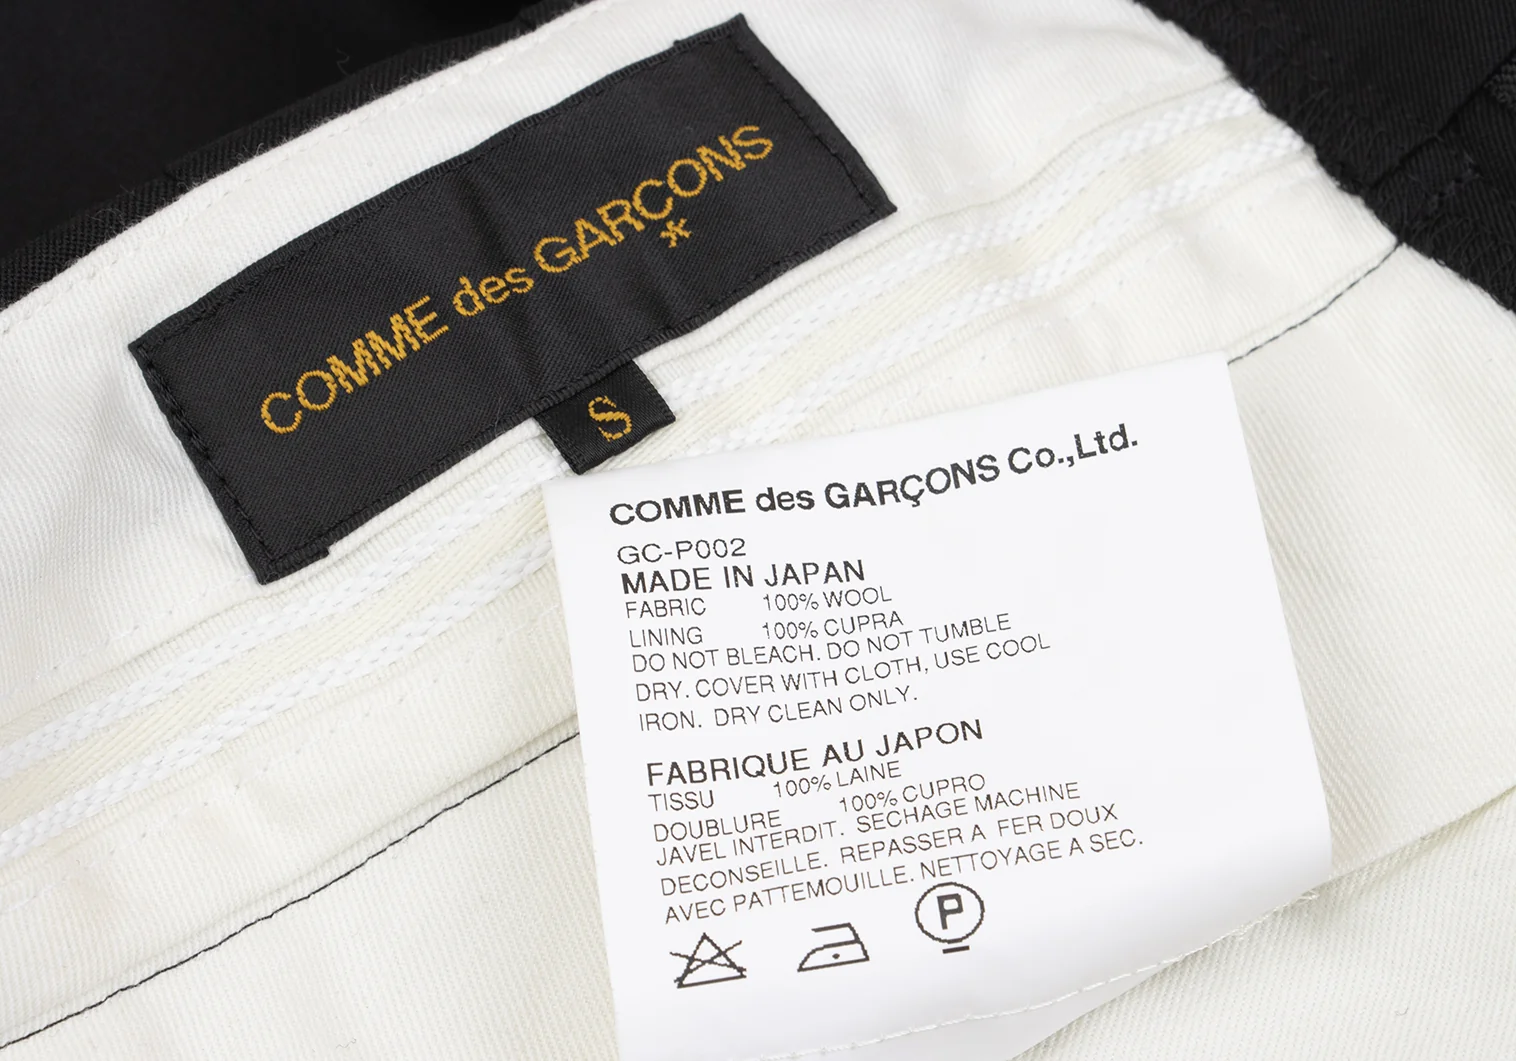 COMME des GARCONS
S
COMME des GARÇONS Co.,Ltd.
GC-P002
MADE IN JAPAN
FABRIC 100% WOOL
LINING 100% CUPRA
DO NOT BLEACH. DO NOT TUMBLE
DRY. COVER WITH CLOTH, USE COOL
IRON. DRY CLEAN ONLY.
FABRIQUE AU JAPON
TISSU 100% LAINE
DOUBLURE 100% CUPRO
JAVEL INTERDIT. SECHAGE MACHINE
DECONSEILLE. REPASSER A FER DOUX
AVEC PATTEMOUILLE. NETTOYAGE A SEC.
P